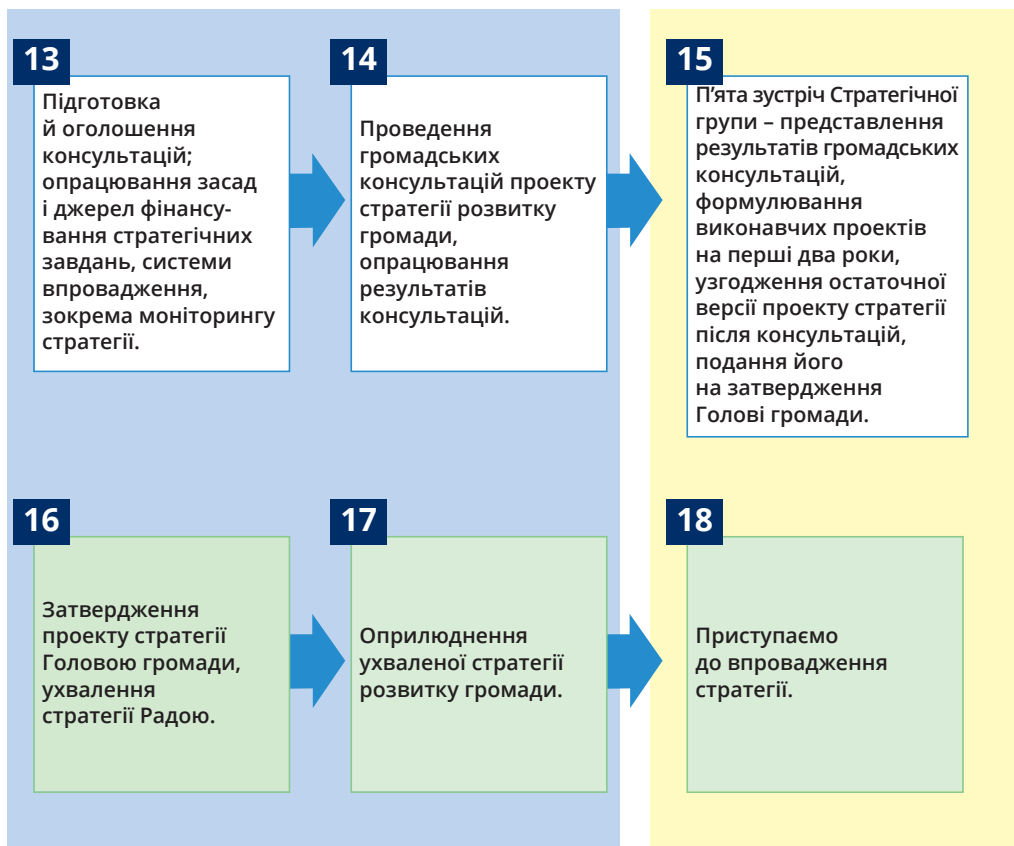 13
Підготовка
й оголошення
консультацій;
опрацювання засад
і джерел фінансу-
вання стратегічних
завдань, системи
впровадження,
зокрема моніторингу
стратегії.
14
Проведення
громадських
консультацій проекту
стратегії розвитку
громади,
опрацювання
результатів
консультацій.
15
П’ята зустріч Стратегічної
групи – представлення
результатів громадських
консультацій,
формулювання
виконавчих проектів
на перші два роки,
узгодження остаточної
версії проекту стратегії
після консультацій,
подання його
на затвердження
Голові громади.
16
Затвердження
проекту стратегії
Головою громади,
ухвалення
стратегії Радою.
17
Оприлюднення
ухваленої стратегії
розвитку громади.
18
Приступаємо
до впровадження
стратегії.